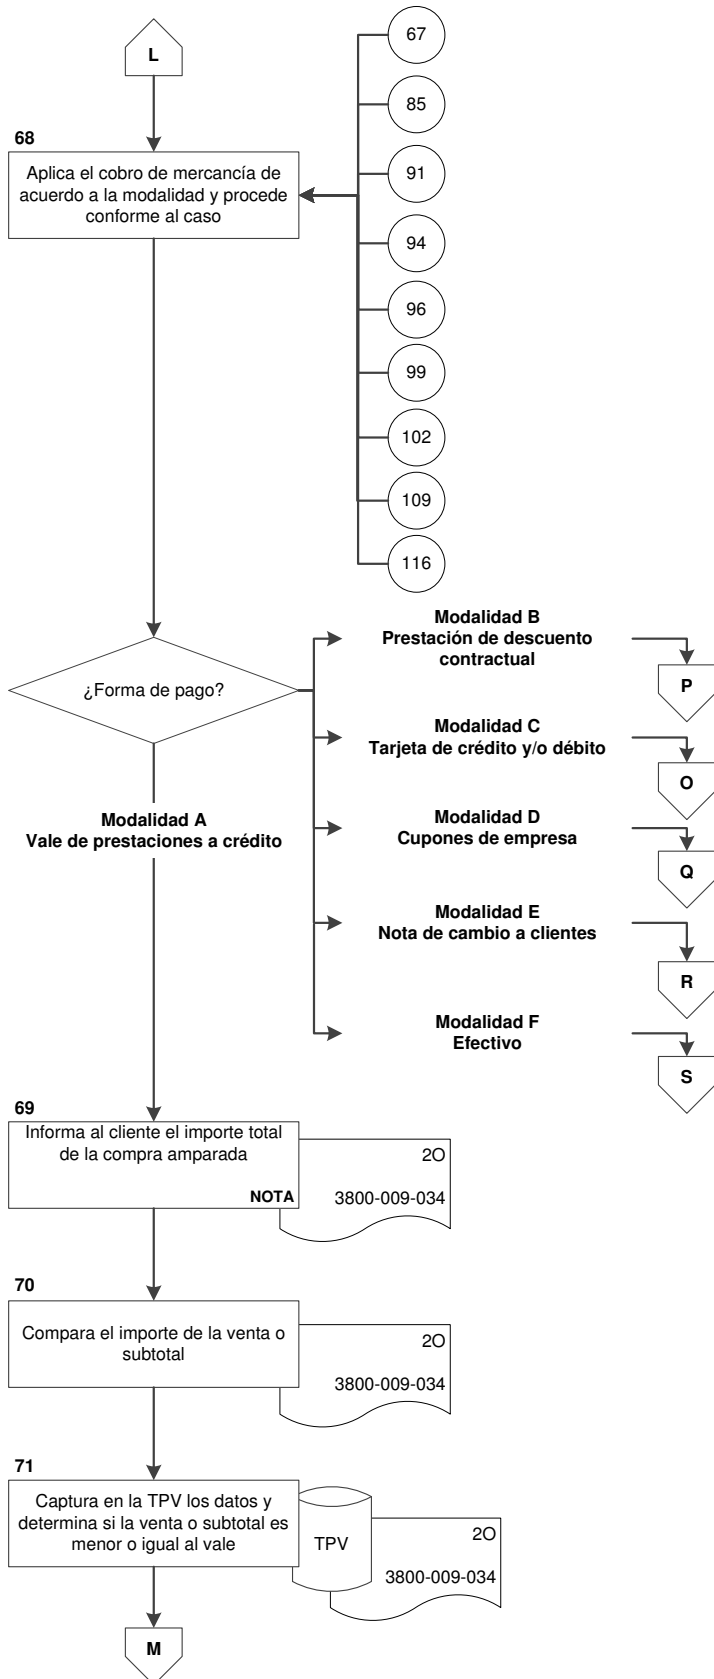 L
67
85
91
94
96
99
102
109
116
68
Aplica el cobro de mercancía de
acuerdo a la modalidad y procede
conforme al caso
¿Forma de pago?
Modalidad B
Prestación de descuento
contractual
P
Modalidad C
Tarjeta de crédito y/o débito
O
Modalidad D
Cupones de empresa
Q
Modalidad E
Nota de cambio a clientes
R
Modalidad F
Efectivo
S
Modalidad A
Vale de prestaciones a crédito
69
Informa al cliente el importe total
de la compra amparada
NOTA
2O
3800-009-034
70
Compara el importe de la venta o
subtotal
2O
3800-009-034
71
Captura en la TPV los datos y
determina si la venta o subtotal es
menor o igual al vale
TPV
2O
3800-009-034
M